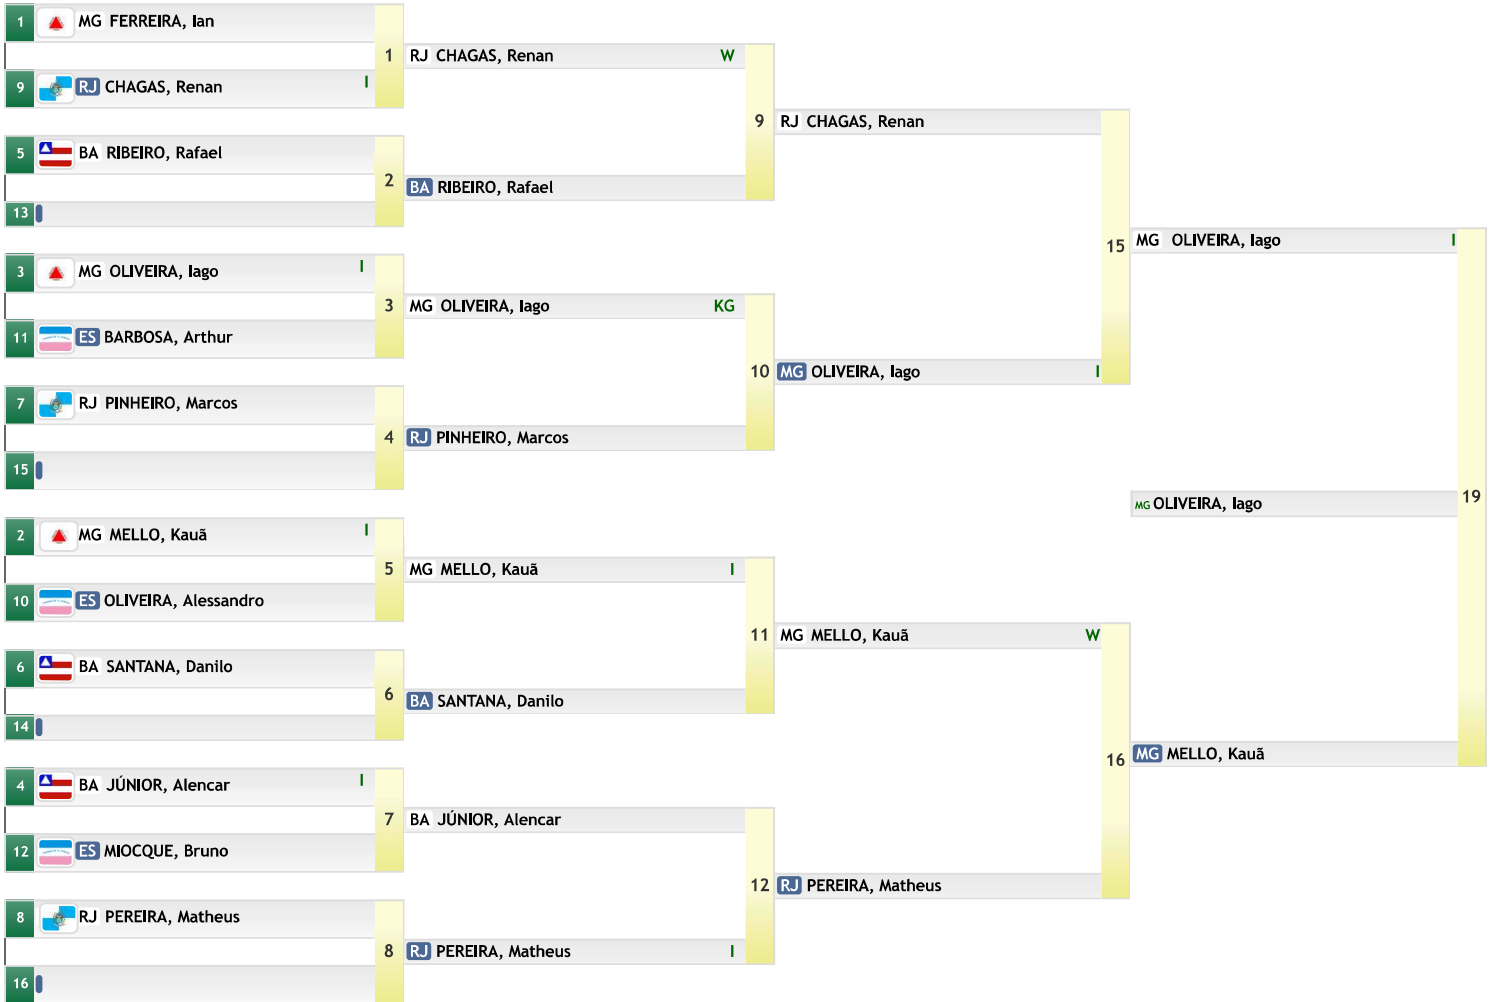 1 MG FERREIRA, Ian
1
9 RJ CHAGAS, Renan I
5 BA RIBEIRO, Rafael
2
13
3 MG OLIVEIRA, Iago I
3
11 ES BARBOSA, Arthur
7 RJ PINHEIRO, Marcos
4
15
2 MG MELLO, Kauã I
5
10 ES OLIVEIRA, Alessandro
6 BA SANTANA, Danilo
6
14
4 BA JÚNIOR, Alencar I
7
12 ES MIOCQUE, Bruno
8 RJ PEREIRA, Matheus
8
16
RJ CHAGAS, Renan W
9
BA RIBEIRO, Rafael
MG OLIVEIRA, Iago KG
10
RJ PINHEIRO, Marcos
MG MELLO, Kauã I
11
BA SANTANA, Danilo
BA JÚNIOR, Alencar
12
RJ PEREIRA, Matheus I
RJ CHAGAS, Renan
15
MG OLIVEIRA, Iago I
MG MELLO, Kauã W
16
RJ PEREIRA, Matheus
MG OLIVEIRA, Iago I
19
MG OLIVEIRA, Iago
MG MELLO, Kauã